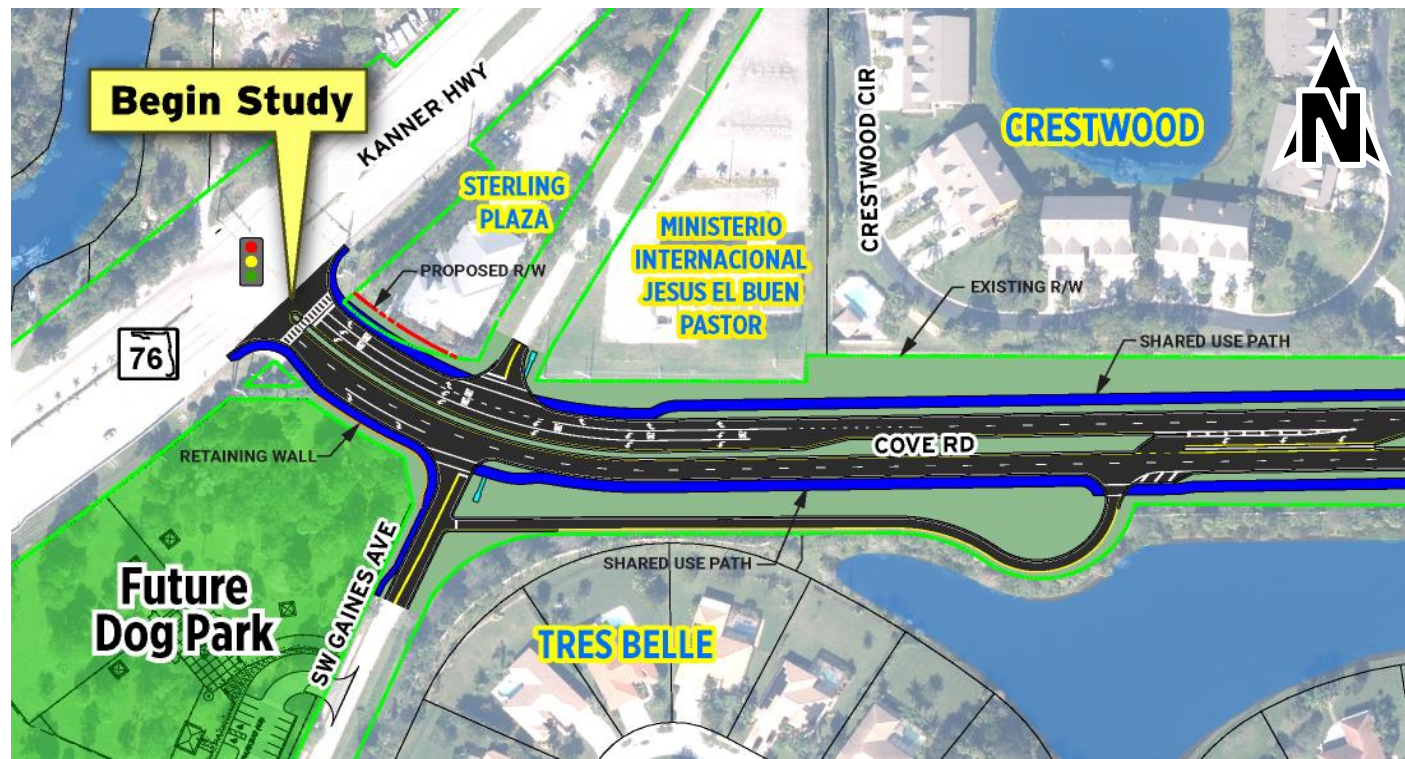 Begin Study
KANNER HWY
STERLING
PLAZA
CRESTWOOD CIR
CRESTWOOD
N
MINISTERIO
INTERNACIONAL
JESUS EL BUEN
PASTOR
PROPOSED R/W
EXISTING R/W
SHARED USE PATH
76
COVE RD
RETAINING WALL
SHARED USE PATH
SW GAINES AVE
Future
Dog Park
TRES BELLE